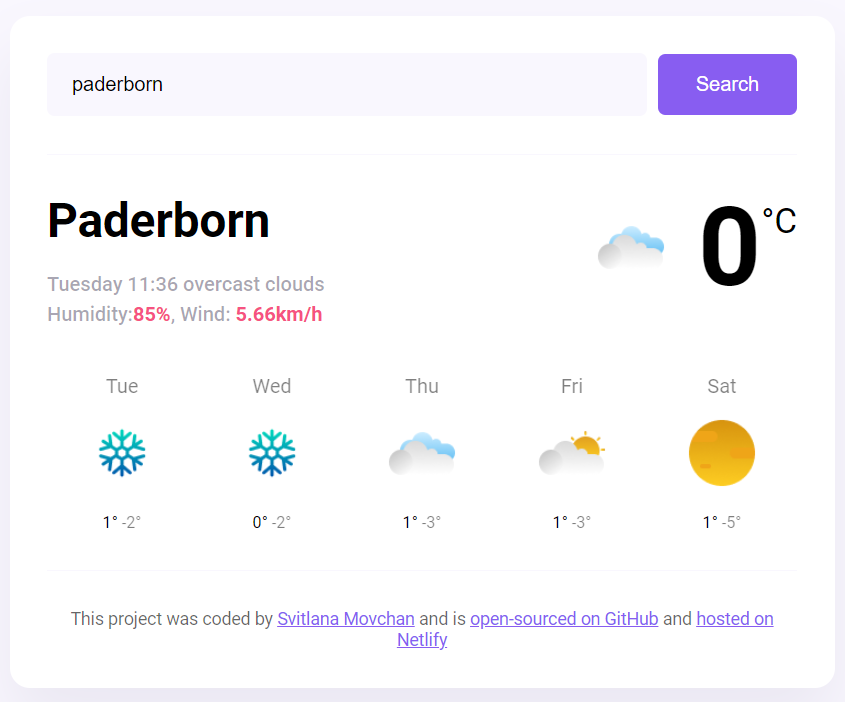 paderborn
Search
Paderborn
0 °C
Tuesday 11:36 overcast clouds
Humidity:85%, Wind: 5.66km/h
Tue Wed Thu Fri Sat
1° -2° 0° -2° 1° -3° 1° -3° 1° -5°
This project was coded by Svitlana Movchan and is open-sourced on GitHub and hosted on
Netlify